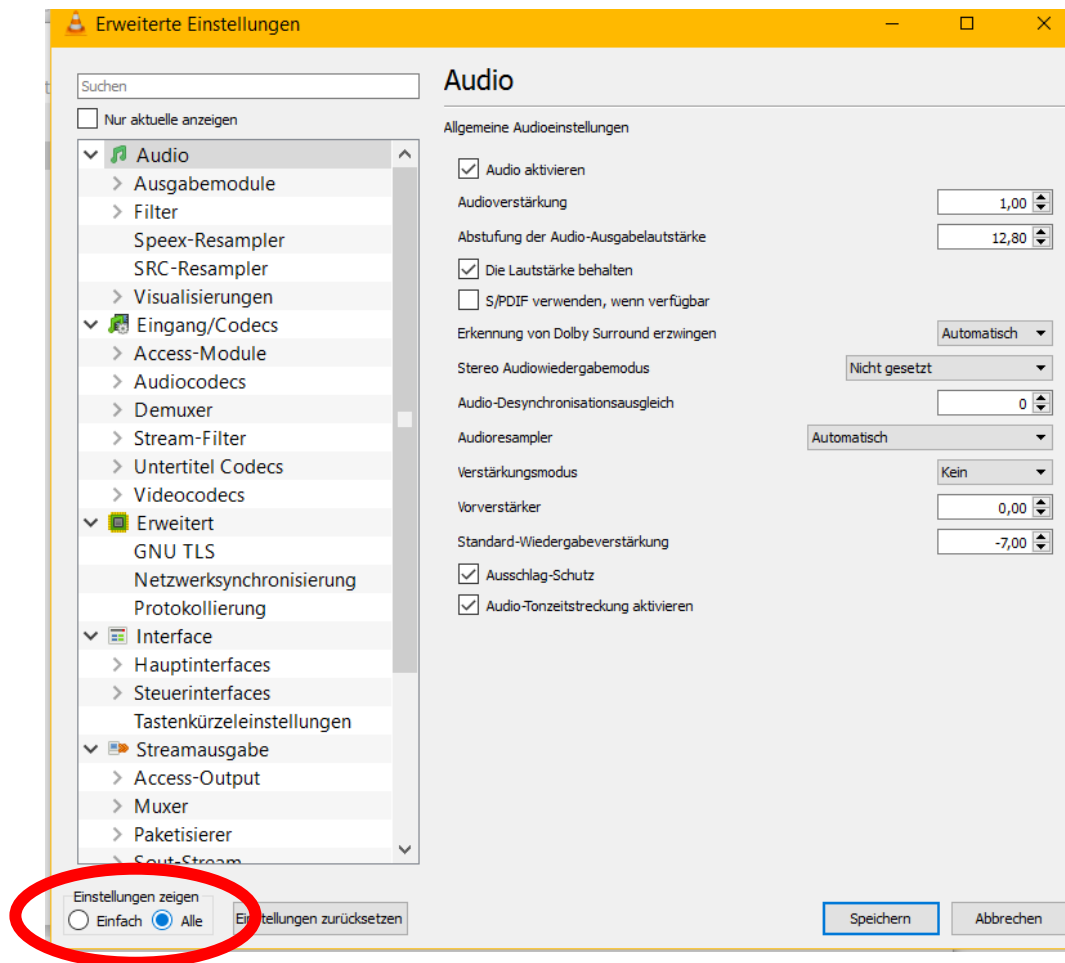 Erweiterte Einstellungen
Suchen
Nur aktuelle anzeigen
Audio
Ausgabemodule
Filter
Speex-Resampler
SRC-Resampler
Visualisierungen
Eingang/Codecs
Access-Module
Audiocodecs
Demuxer
Stream-Filter
Untertitel Codecs
Videocodecs
Erweitert
GNU TLS
Netzwerksynchronisierung
Protokollierung
Interface
Hauptinterfaces
Steuerinterfaces
Tastenkürzeleinstellungen
Streamausgabe
Access-Output
Muxer
Paketisierer
Sout-Stream
Audio
Allgemeine Audioeinstellungen
Audio aktivieren
Audioverstärkung 1,00
Abstufung der Audio-Ausgabelautstärke 12,80
Die Lautstärke behalten
S/PDIF verwenden, wenn verfügbar
Erkennung von Dolby Surround erzwingen Automatisch
Stereo Audiowiedergabemodus Nicht gesetzt
Audio-Desynchronisationsausgleich 0
Audioresampler Automatisch
Verstärkungsmodus Kein
Vorverstärker 0,00
Standard-Wiedergabeverstärkung -7,00
Ausschlag-Schutz
Audio-Tonzeitstreckung aktivieren
Einstellungen zeigen
Einfach Alle
Einstellungen zurücksetzen
Speichern
Abbrechen